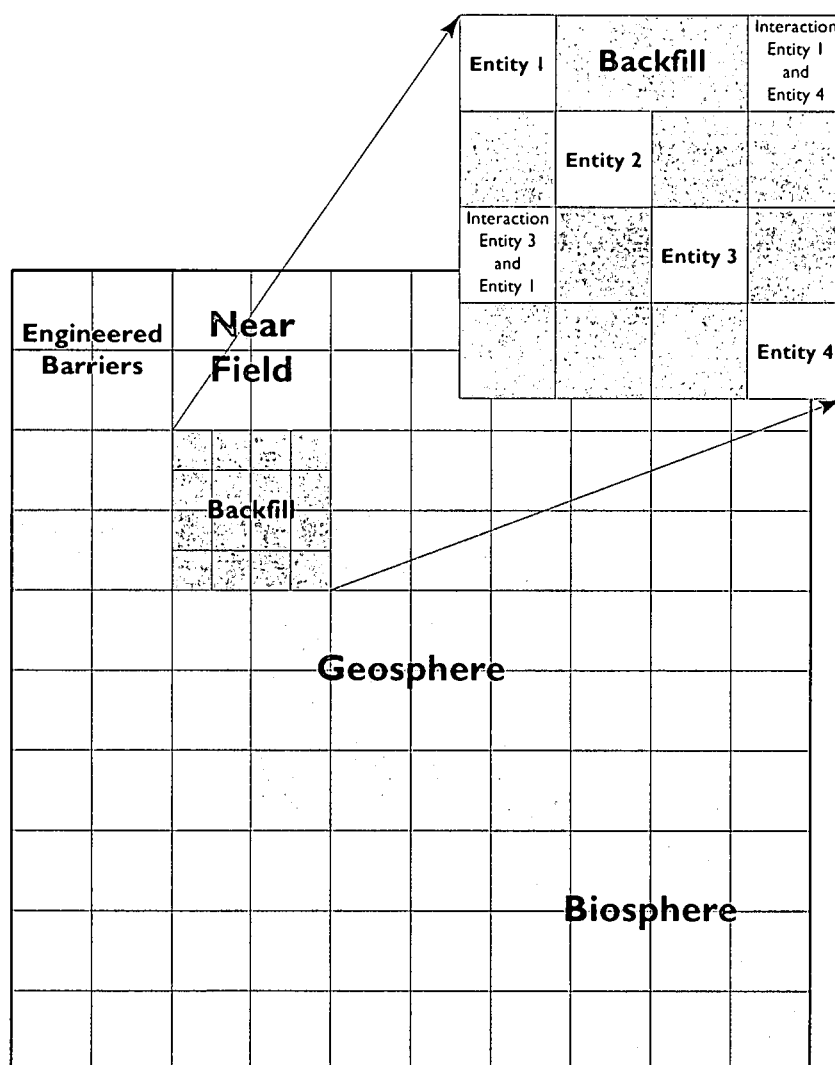 Entity 1
Backfill
Interaction
Entity 1
and
Entity 4
Entity 2
Interaction
Entity 3
and
Entity 1
Entity 3
Entity 4
Engineered
Barriers
Near
Field
Backfill
Geosphere
Biosphere